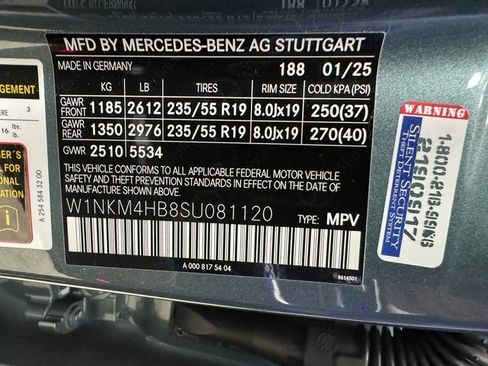 MFD BY MERCEDES-BENZ AG STUTTGART
MADE IN GERMANY 188 01/25
KG LB TIRES RIM SIZE COLD KPA(PSI)
GAWR FRONT 1185 2612 235/55 R19 8.0Jx19 250(37)
GAWR REAR 1350 2976 235/55 R19 8.0Jx19 270(40)
GVWR 2510 5534
THIS VEHICLE CONFORMS TO ALL APPLICABLE FEDERAL MOTOR VEHICLE
SAFETY AND THEFT PREVENTION STANDARDS IN EFFECT ON THE DATE OF
MANUFACTURE SHOWN ABOVE.
W1NKM4HB8SU081120 TYPE: MPV
A 000 817 54 04
A 254 584 32 00
WARNING
SILENT SECURITY
Theft Deterrent System